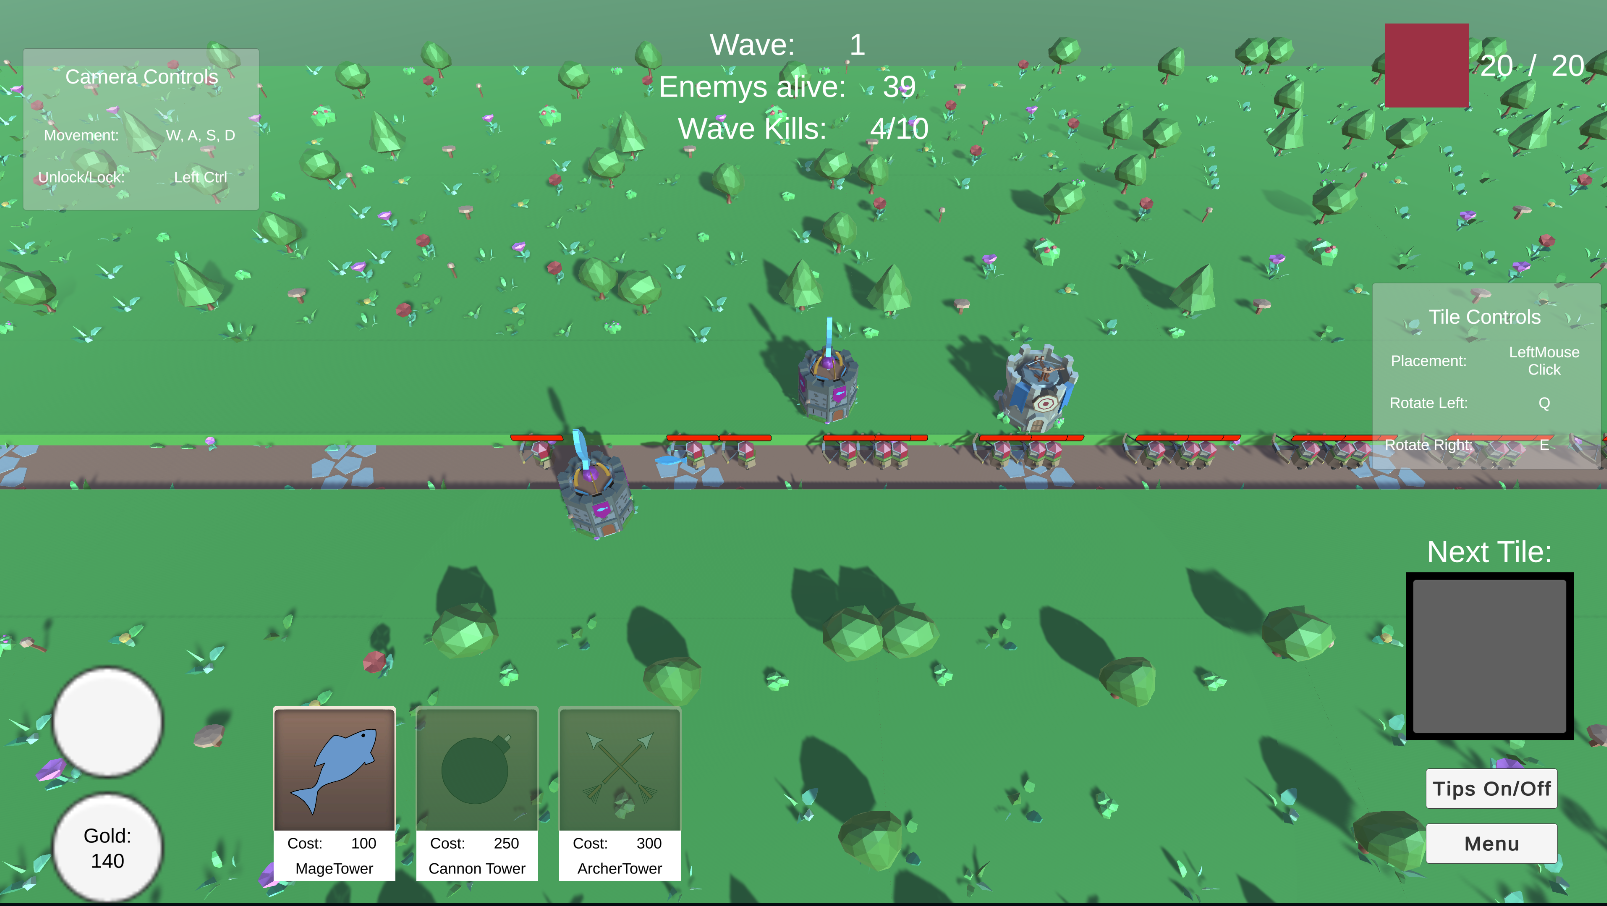 Wave: 1
Enemys alive: 39
Wave Kills: 4/10
20 / 20
Camera Controls
Movement: W, A, S, D
Unlock/Lock: Left Ctrl
Tile Controls
Placement: LeftMouse
Click
Rotate Left: Q
Rotate Right: E
Next Tile:
Tips On/Off
Menu
Gold:
140
Cost: 100
MageTower
Cost: 250
Cannon Tower
Cost: 300
ArcherTower